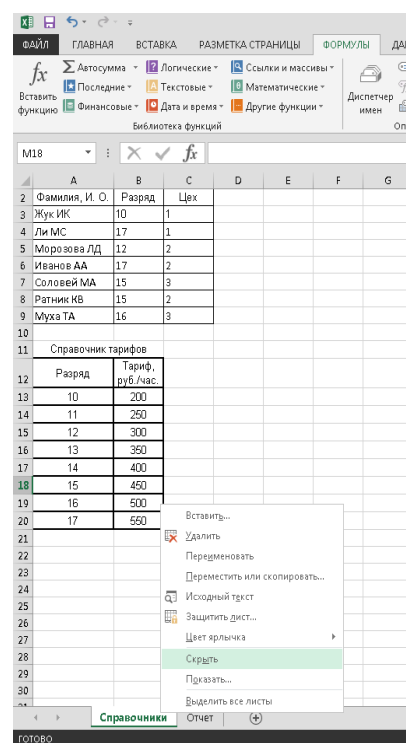 ФАЙЛ ГЛАВНАЯ ВСТАВКА РАЗМЕТКА СТРАНИЦЫ ФОРМУЛЫ ДА
fx Σ Автосумма Логические Ссылки и массивы
Последние Текстовые Математические
Вставить функцию Финансовые Дата и время Другие функции Диспетчер имен
Библиотека функций Оп
M18 fx
A B C D E F G
2 Фамилия, И. О. Разряд Цех
3 Жук ИК 10 1
4 Ли МС 17 1
5 Морозова ЛД 12 2
6 Иванов АА 17 2
7 Соловей МА 15 3
8 Ратник КВ 15 2
9 Муха ТА 16 3
10
11 Справочник тарифов
12 Разряд Тариф, руб./час.
13 10 200
14 11 250
15 12 300
16 13 350
17 14 400
18 15 450
19 16 500
20 17 550
21
22
23
24
25
26
27
28
29
30
31
Вставить...
Удалить
Переименовать
Переместить или скопировать...
Исходный текст
Защитить лист...
Цвет ярлычка
Скрыть
Показать...
Выделить все листы
Справочники Отчет
ГОТОВО